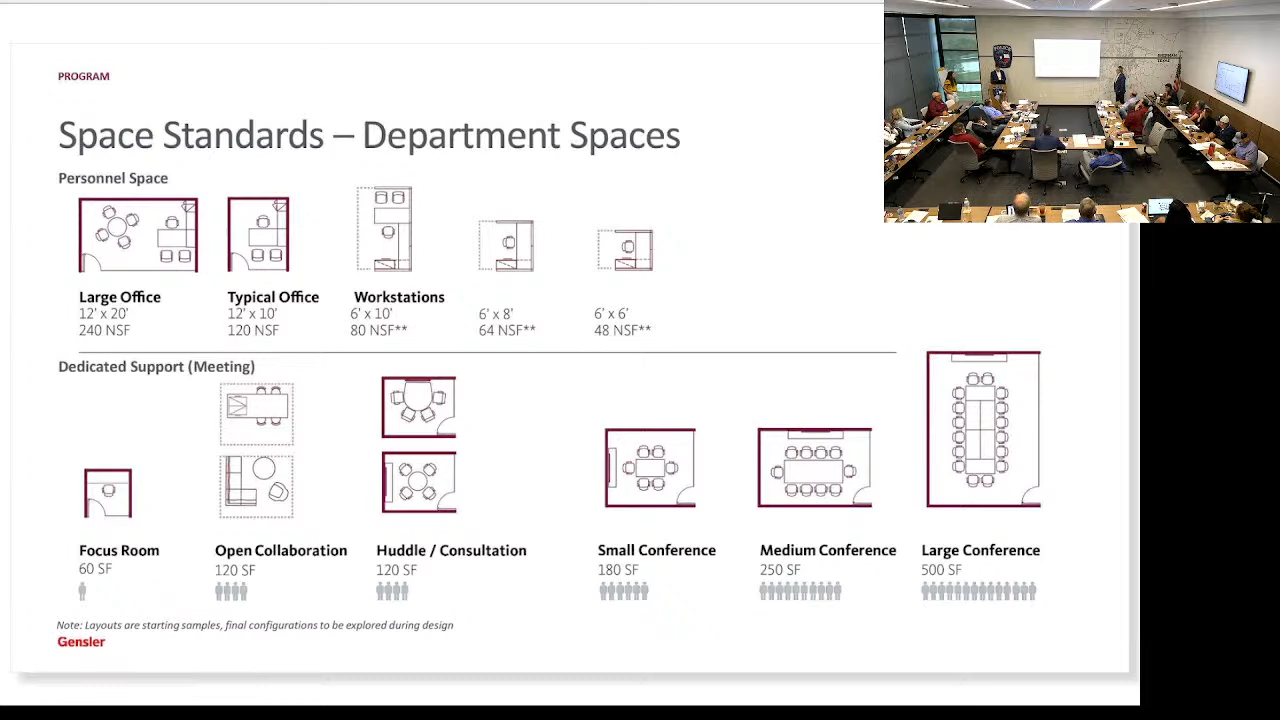 PROGRAM
Space Standards – Department Spaces
Personnel Space
Large Office
12' x 20'
240 NSF
Typical Office
12' x 10'
120 NSF
Workstations
6' x 10'
80 NSF**
6' x 8'
64 NSF**
6' x 6'
48 NSF**
Dedicated Support (Meeting)
Focus Room
60 SF
Open Collaboration
120 SF
Huddle / Consultation
120 SF
Small Conference
180 SF
Medium Conference
250 SF
Large Conference
500 SF
Note: Layouts are starting samples, final configurations to be explored during design
Gensler
POLICE